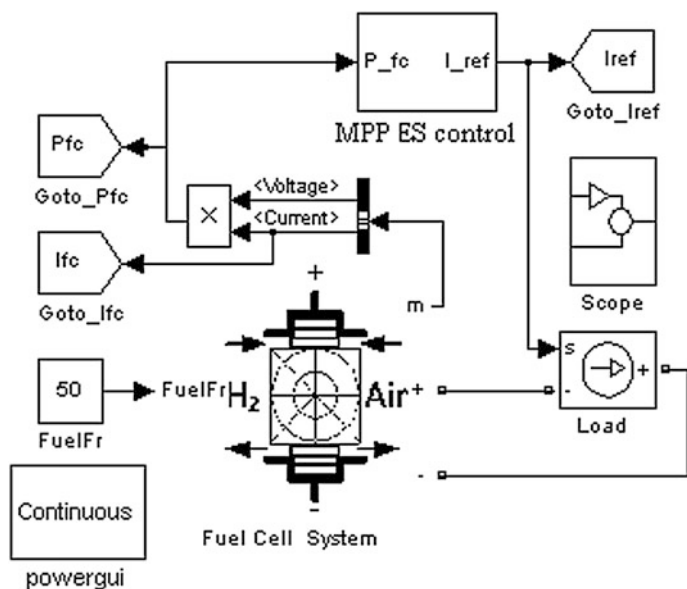 P_fc I_ref
MPP ES control
Iref
Goto_Iref
Pfc
Goto_Pfc
<Voltage>
<Current>
×
Ifc
Goto_Ifc
+
m
Scope
50
FuelFr
FuelFr
H₂
Air
+
-
-
s
-
+
Load
Continuous
powergui
-
Fuel Cell System